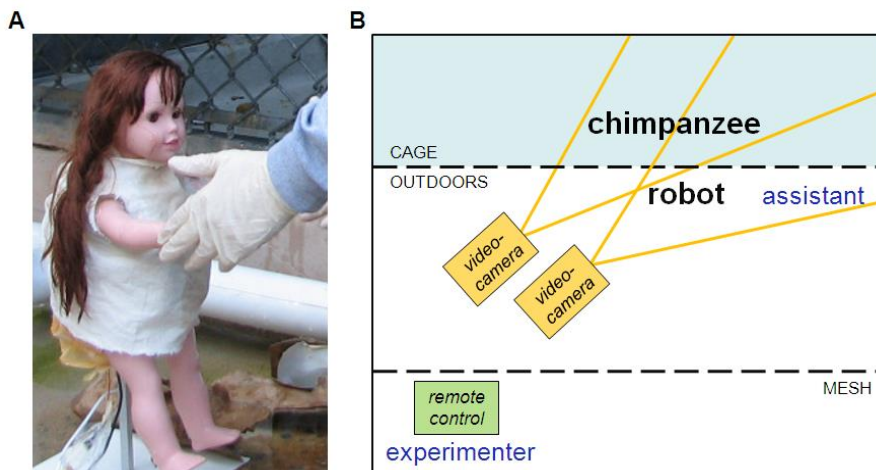 A
B
chimpanzee
CAGE
OUTDOORS
robot
assistant
video-
camera
video-
camera
MESH
remote
control
experimenter